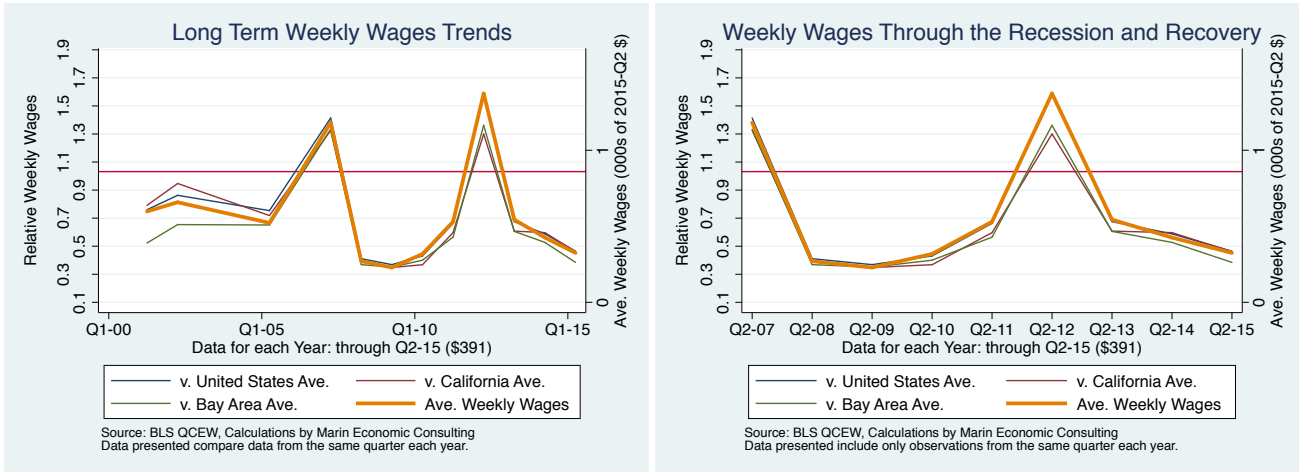 Long Term Weekly Wages Trends
Relative Weekly Wages
1.9
1.7
1.5
1.3
1.1
0.9
0.7
0.5
0.3
0.1
1
0
Ave. Weekly Wages (000s of 2015-Q2 $)
Q1-00 Q1-05 Q1-10 Q1-15
Data for each Year: through Q2-15 ($391)
v. United States Ave. v. California Ave.
v. Bay Area Ave. Ave. Weekly Wages
Source: BLS QCEW, Calculations by Marin Economic Consulting
Data presented compare data from the same quarter each year.
Weekly Wages Through the Recession and Recovery
Relative Weekly Wages
1.9
1.7
1.5
1.3
1.1
0.9
0.7
0.5
0.3
0.1
1
0
Ave. Weekly Wages (000s of 2015-Q2 $)
Q2-07 Q2-08 Q2-09 Q2-10 Q2-11 Q2-12 Q2-13 Q2-14 Q2-15
Data for each Year: through Q2-15 ($391)
v. United States Ave. v. California Ave.
v. Bay Area Ave. Ave. Weekly Wages
Source: BLS QCEW, Calculations by Marin Economic Consulting
Data presented include only observations from the same quarter each year.